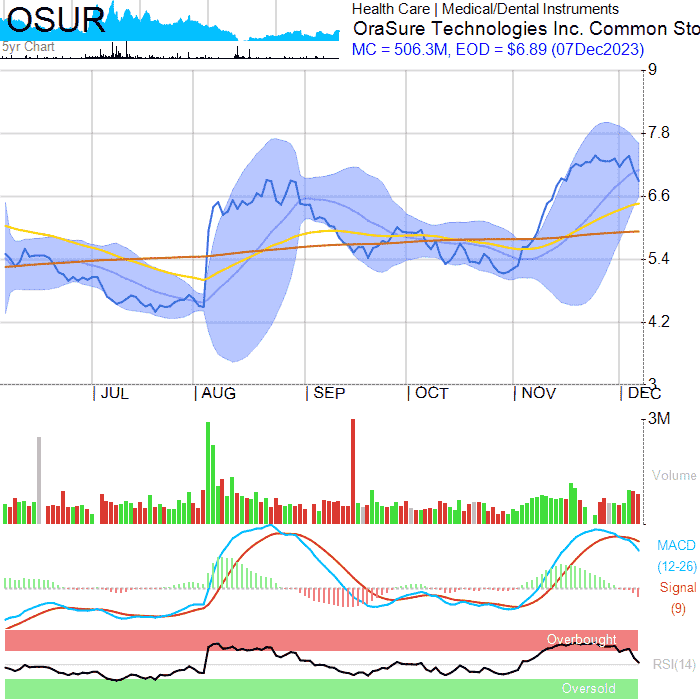 OSUR
5yr Chart
Health Care | Medical/Dental Instruments
OraSure Technologies Inc. Common Sto
MC = 506.3M, EOD = $6.89 (07Dec2023)
9
7.8
6.6
5.4
4.2
3
JUL
AUG
SEP
OCT
NOV
DEC
3M
Volume
MACD
(12-26)
Signal
(9)
Overbought
RSI(14)
Oversold